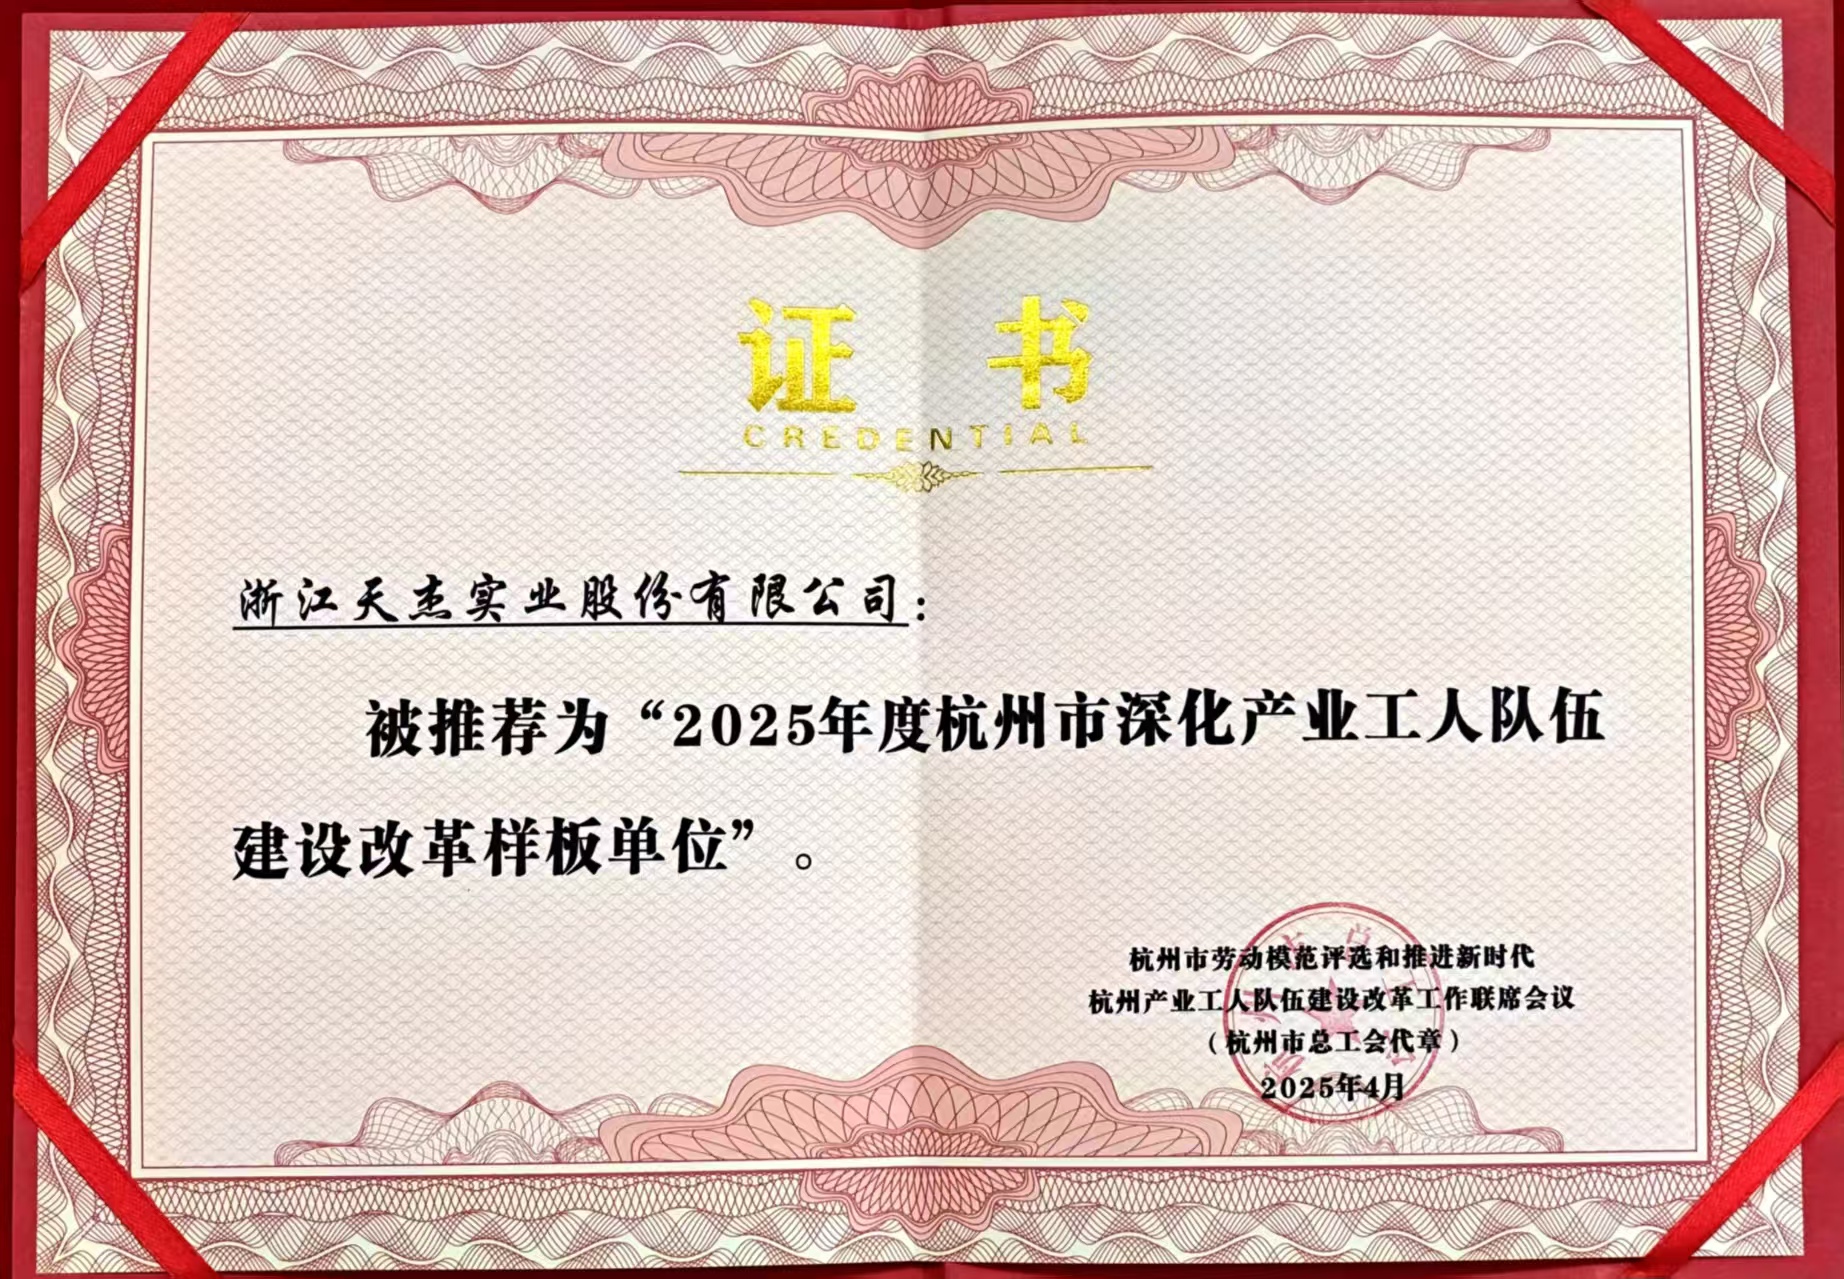 证 书
CREDENTIAL
浙江天杰实业股份有限公司：
被推荐为“2025年度杭州市深化产业工人队伍
建设改革样板单位”。
杭州市劳动模范评选和推进新时代
杭州产业工人队伍建设改革工作联席会议
（杭州市总工会代章）
2025年4月